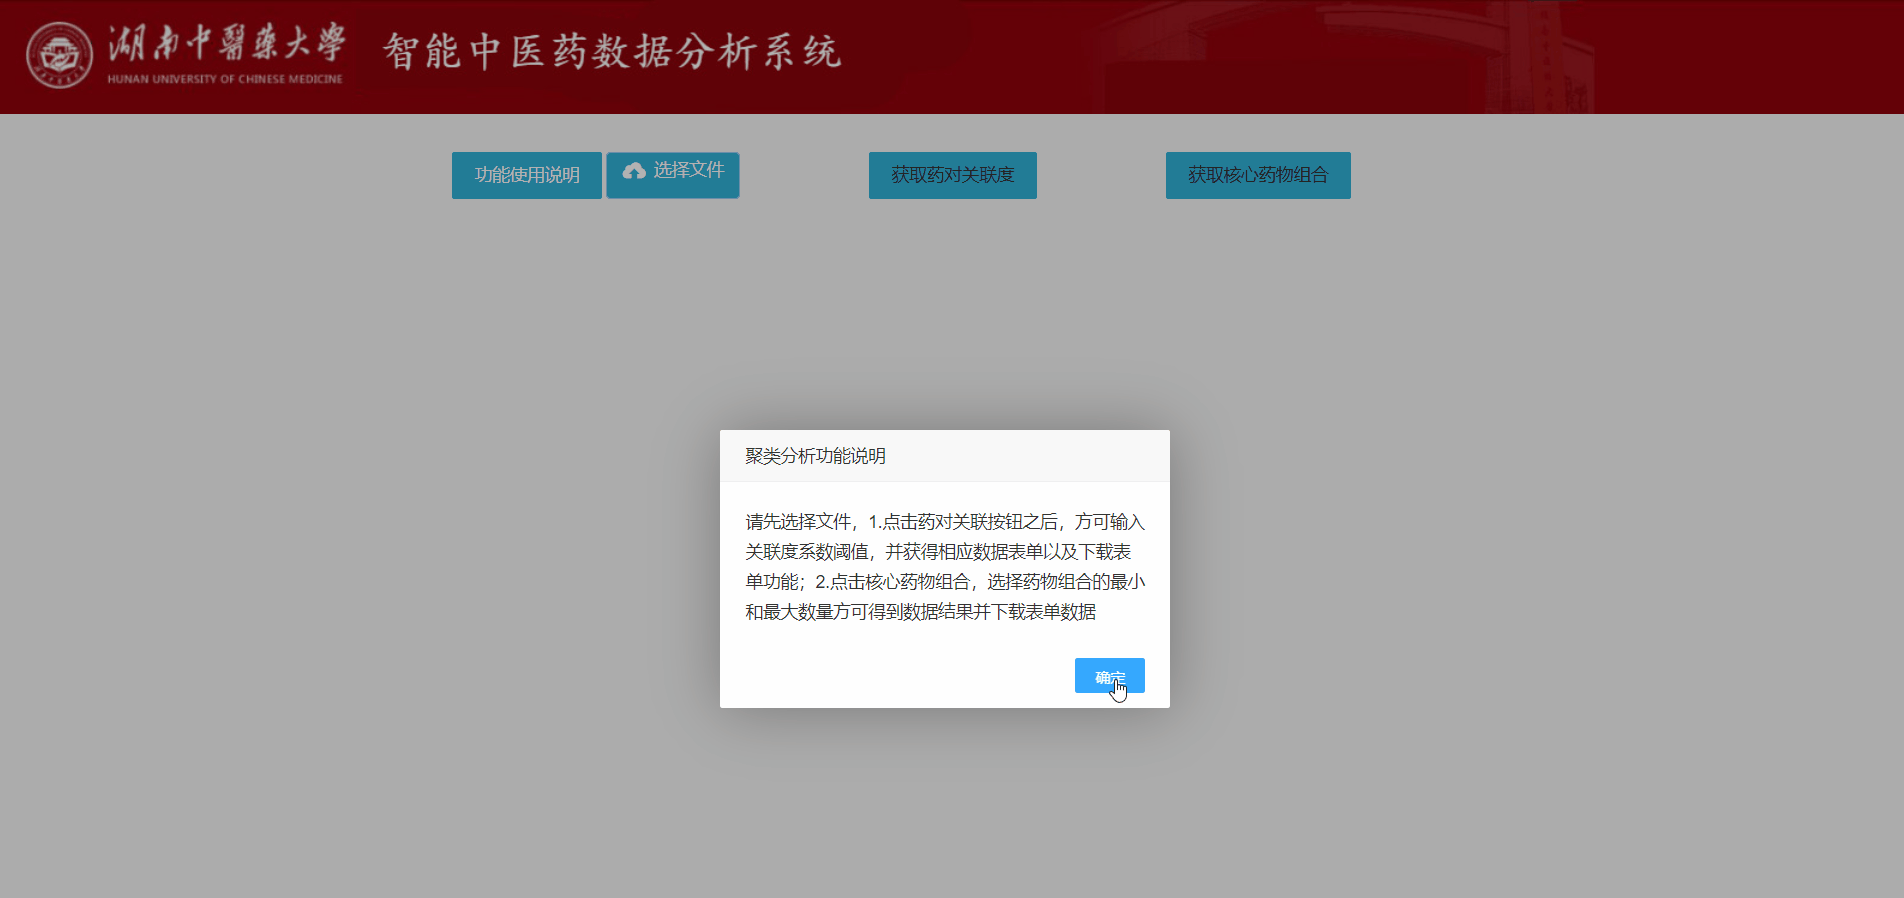 湖南中醫藥大學
HUNAN UNIVERSITY OF CHINESE MEDICINE
智能中医药数据分析系统
功能使用说明
选择文件
获取药对关联度
获取核心药物组合
聚类分析功能说明
请先选择文件，1.点击药对关联按钮之后，方可输入
关联度系数阈值，并获得相应数据表单以及下载表
单功能；2.点击核心药物组合，选择药物组合的最小
和最大数量方可得到数据结果并下载表单数据
确定